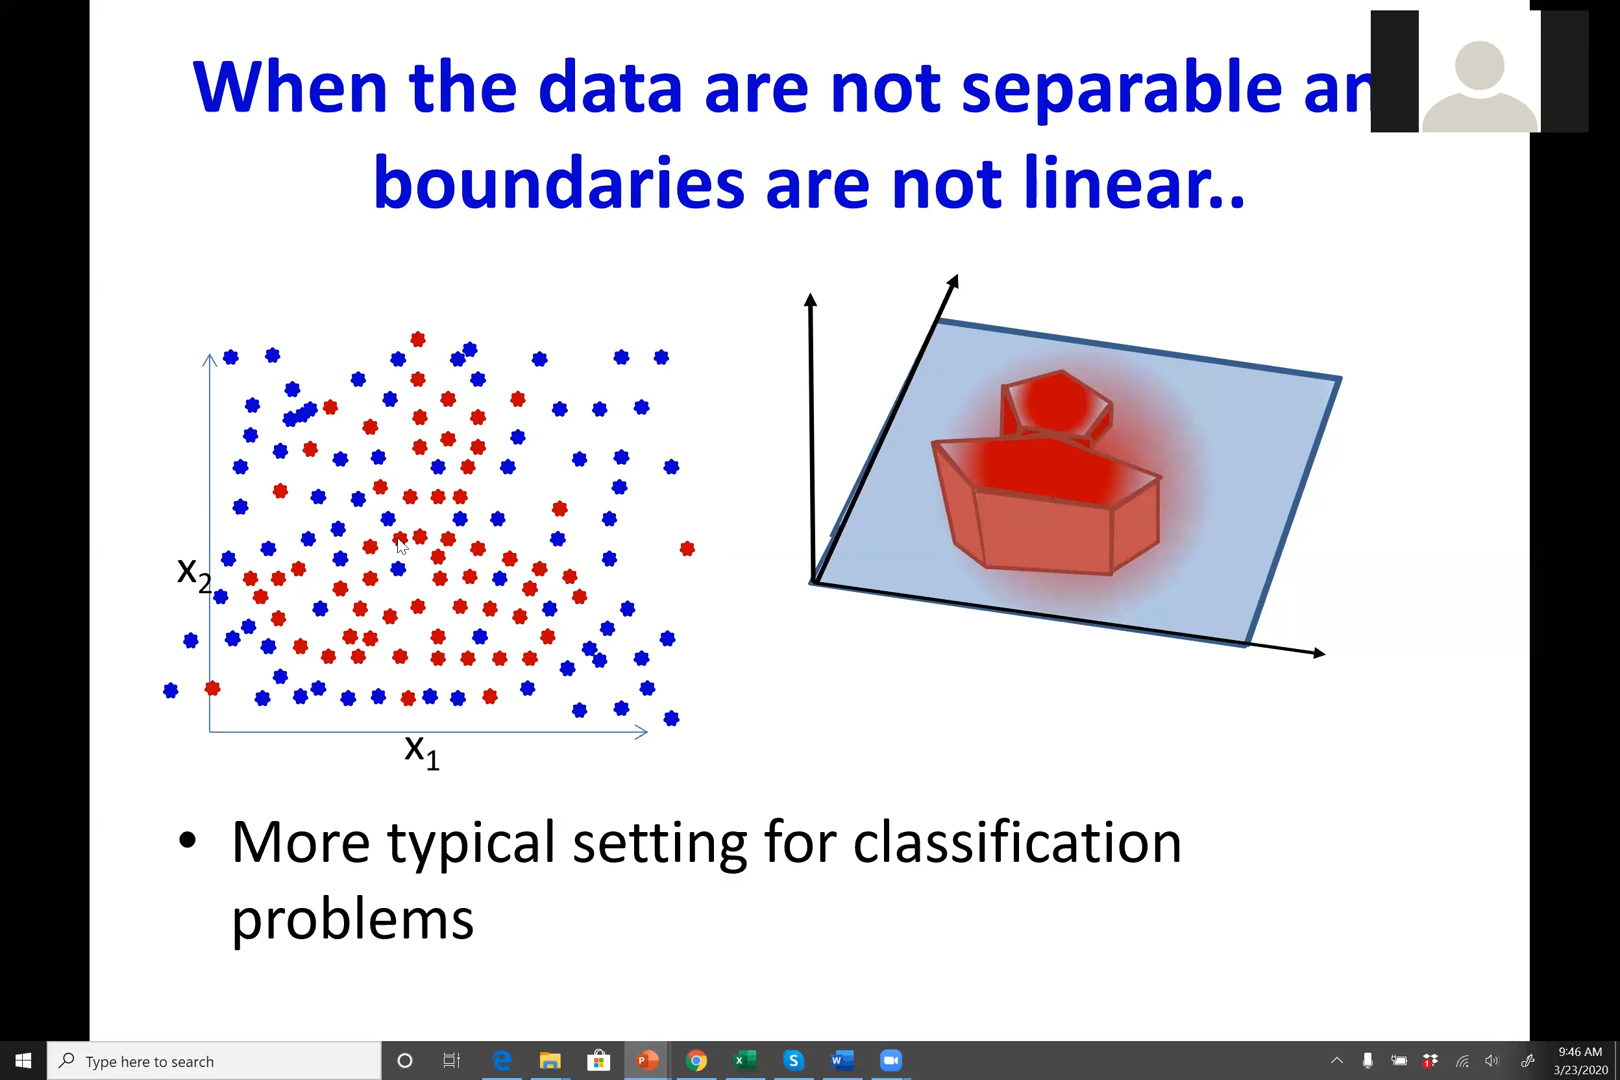 When the data are not separable an
boundaries are not linear..
x2
x1
• More typical setting for classification
problems
Type here to search
9:46 AM
3/23/2020